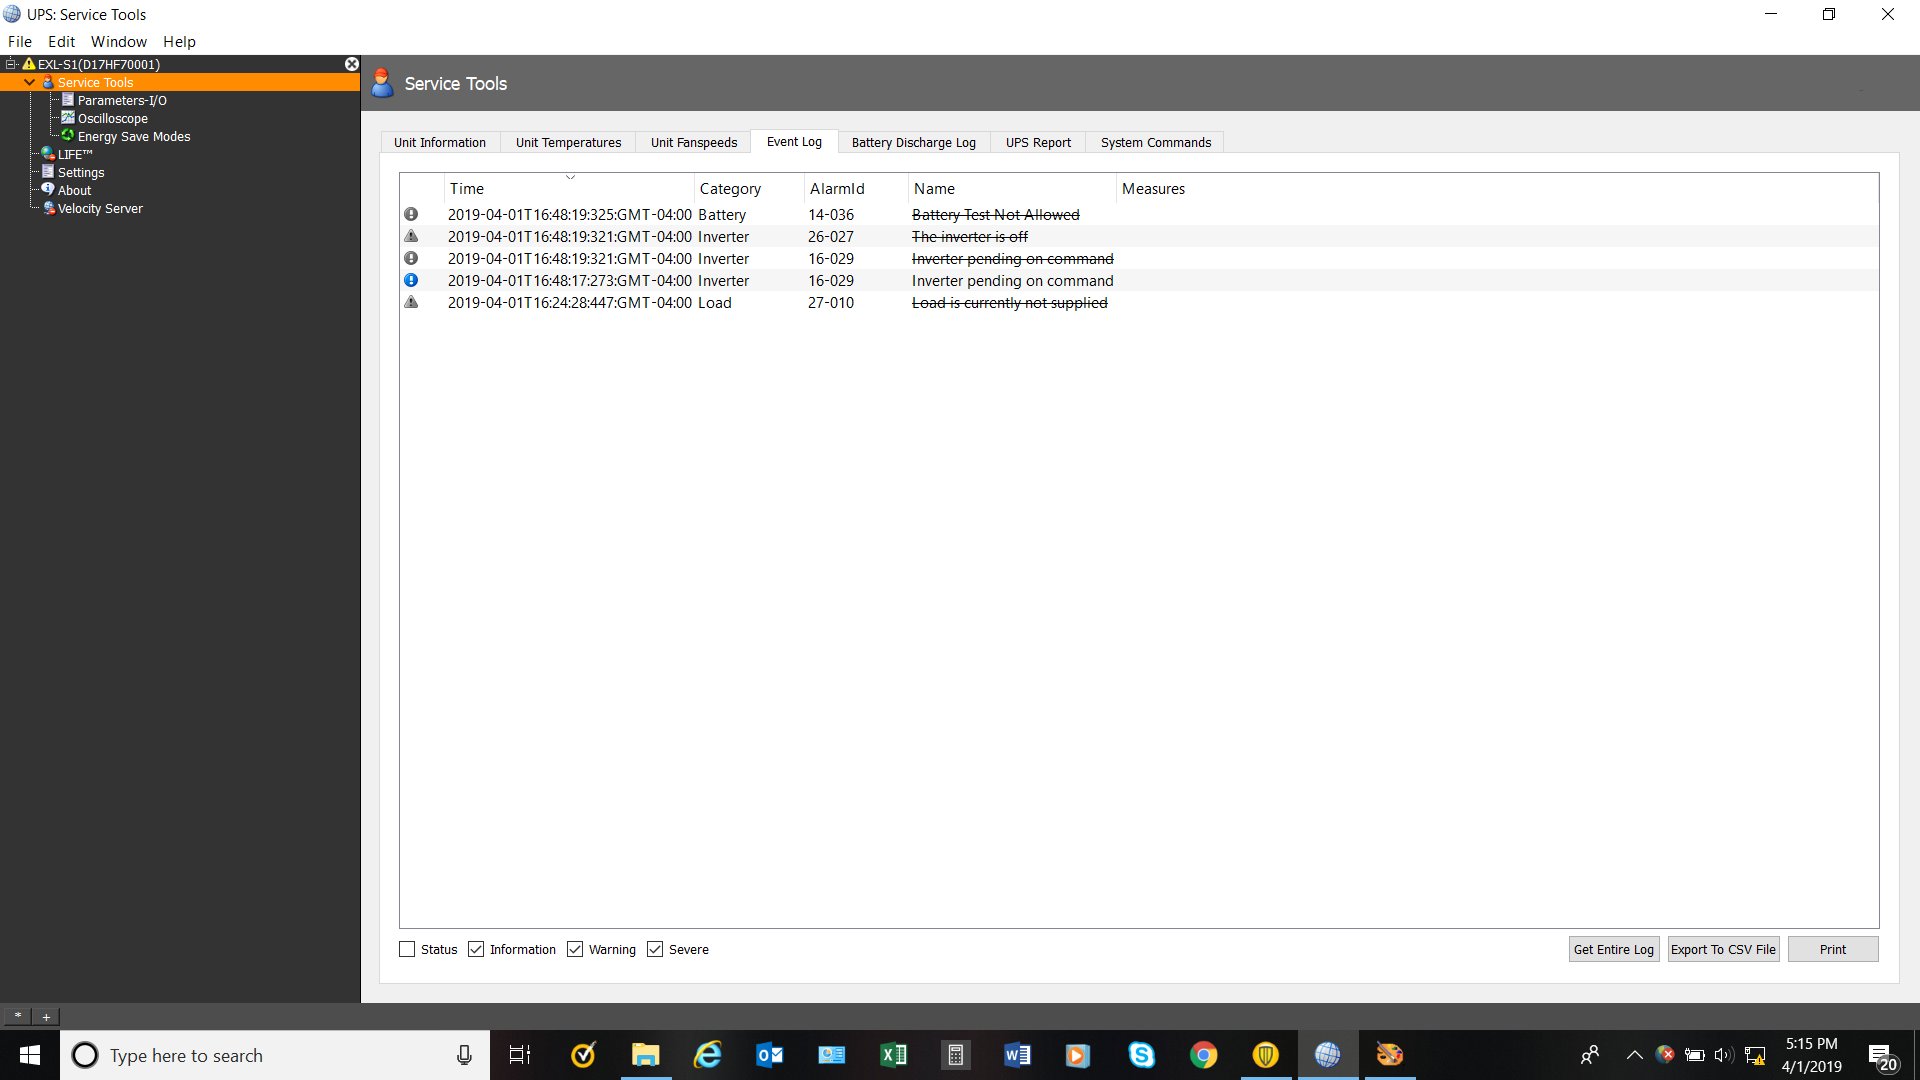 UPS: Service Tools
File Edit Window Help
EXL-S1(D17HF70001)
Service Tools
Parameters-I/O
Oscilloscope
Energy Save Modes
LIFE™
Settings
About
Velocity Server
Service Tools
Unit Information Unit Temperatures Unit Fanspeeds Event Log Battery Discharge Log UPS Report System Commands
Time Category AlarmId Name Measures
2019-04-01T16:48:19:325:GMT-04:00 Battery 14-036 Battery Test Not Allowed
2019-04-01T16:48:19:321:GMT-04:00 Inverter 26-027 The inverter is off
2019-04-01T16:48:19:321:GMT-04:00 Inverter 16-029 Inverter pending on command
2019-04-01T16:48:17:273:GMT-04:00 Inverter 16-029 Inverter pending on command
2019-04-01T16:24:28:447:GMT-04:00 Load 27-010 Load is currently not supplied
Status Information Warning Severe Get Entire Log Export To CSV File Print
* +
Type here to search
5:15 PM
4/1/2019
20